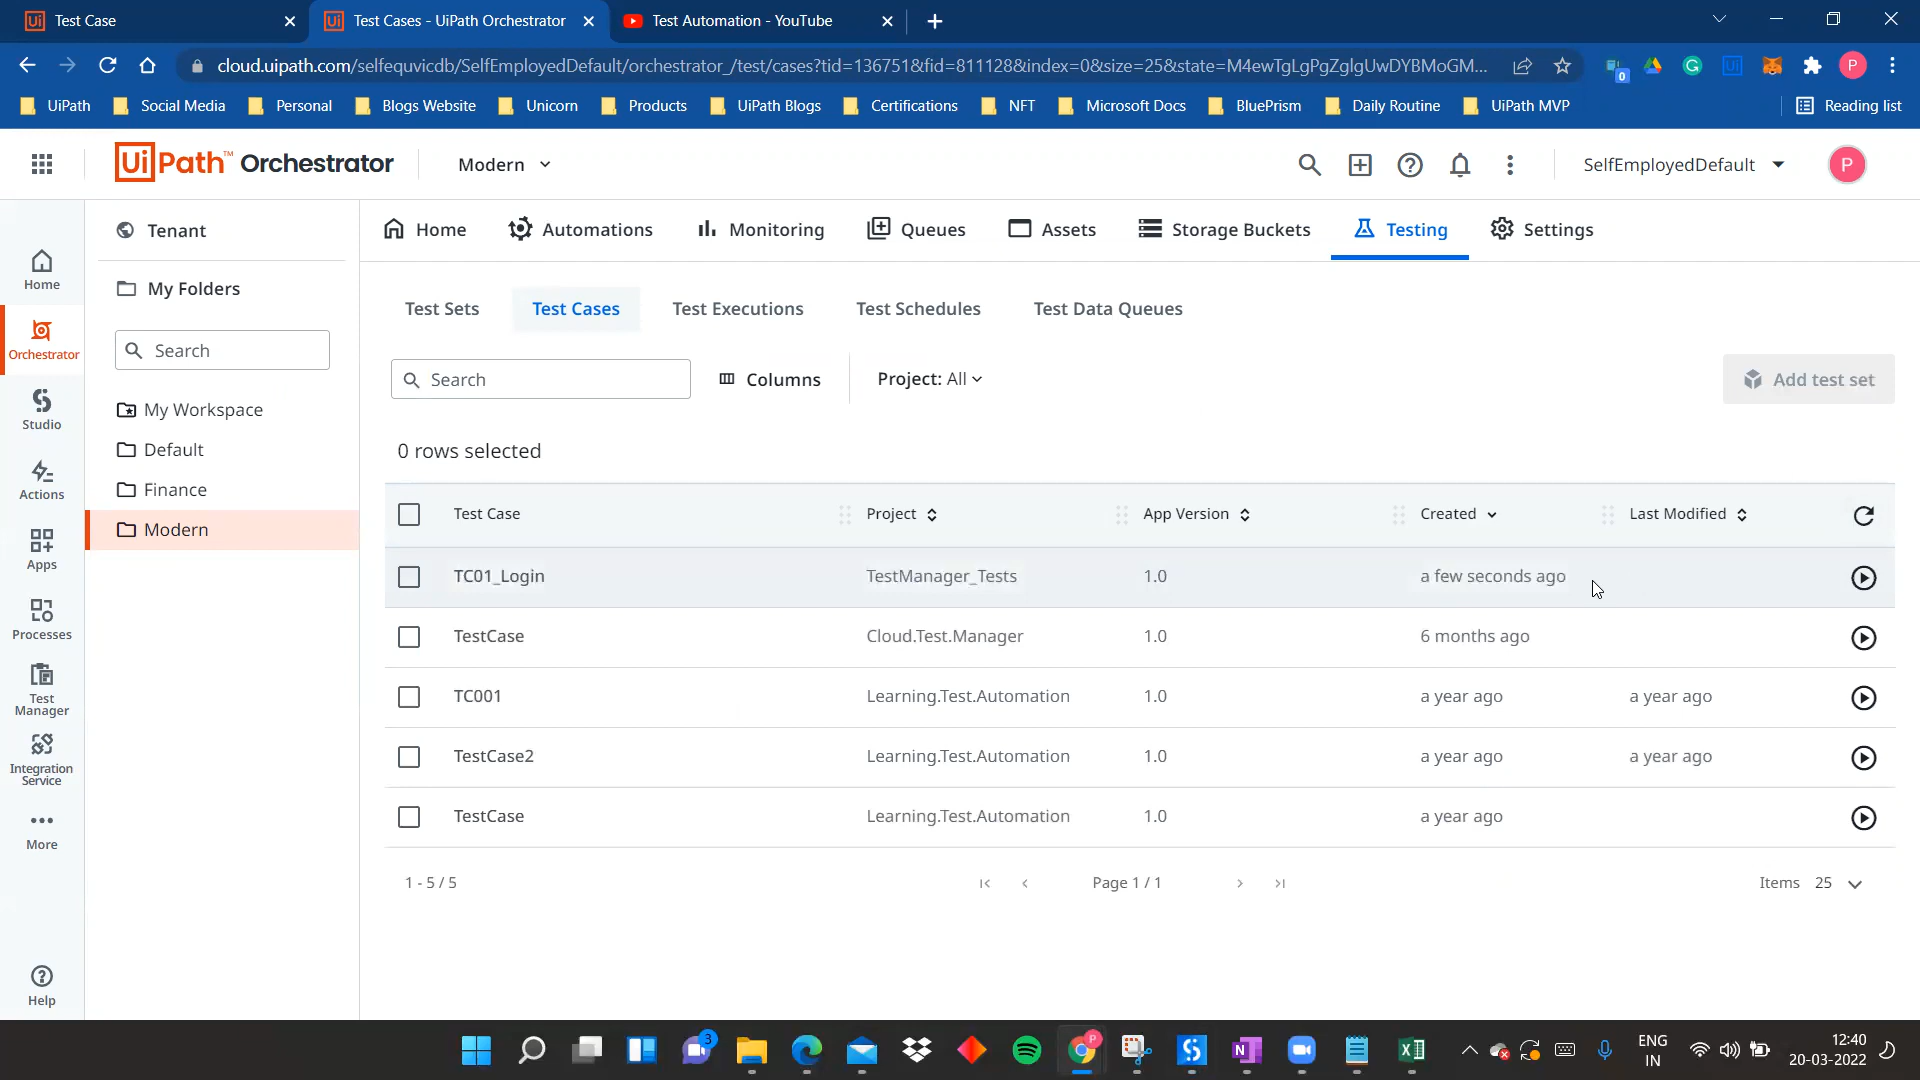 Test Case
Test Cases - UiPath Orchestrator
Test Automation - YouTube
cloud.uipath.com/selfequvicdb/SelfEmployedDefault/orchestrator_/test/cases?tid=136751&fid=811128&index=0&size=25&state=M4ewTgLgPgZglgUwDYBMoGM...
0
P
UiPath
Social Media
Personal
Blogs Website
Unicorn
Products
UiPath Blogs
Certifications
NFT
Microsoft Docs
BluePrism
Daily Routine
UiPath MVP
Reading list
UiPath™ Orchestrator
Modern
SelfEmployedDefault
P
Home
Orchestrator
Studio
Actions
Apps
Processes
Test
Manager
Integration
Service
More
Help
Tenant
My Folders
Search
My Workspace
Default
Finance
Modern
Home
Automations
Monitoring
Queues
Assets
Storage Buckets
Testing
Settings
Test Sets
Test Cases
Test Executions
Test Schedules
Test Data Queues
Search
Columns
Project: All
Add test set
0 rows selected
Test Case Project App Version Created Last Modified
TC01_Login TestManager_Tests 1.0 a few seconds ago
TestCase Cloud.Test.Manager 1.0 6 months ago
TC001 Learning.Test.Automation 1.0 a year ago a year ago
TestCase2 Learning.Test.Automation 1.0 a year ago a year ago
TestCase Learning.Test.Automation 1.0 a year ago
1 - 5 / 5
Page 1 / 1
Items 25
3
P
ENG
IN
12:40
20-03-2022